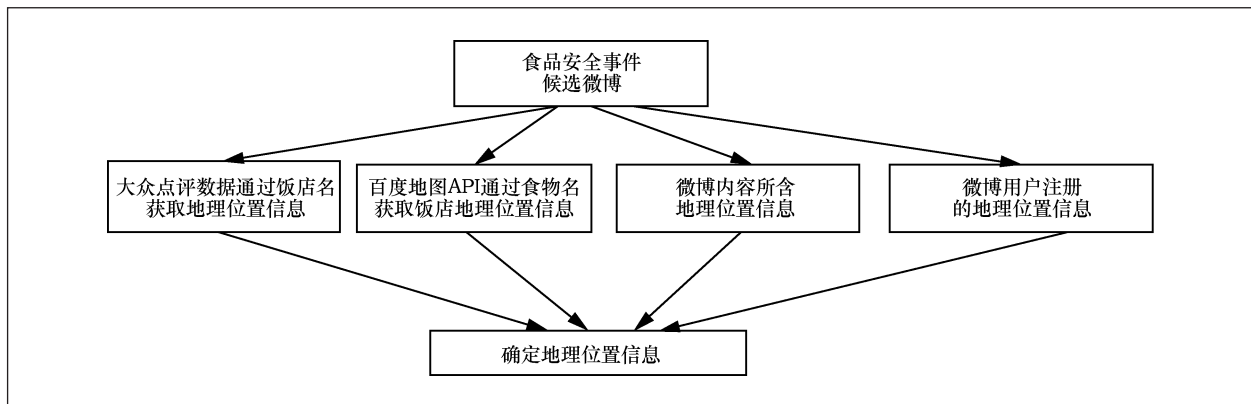 食品安全事件
候选微博
大众点评数据通过饭店名
获取地理位置信息
百度地图API通过食物名
获取饭店地理位置信息
微博内容所含
地理位置信息
微博用户注册
的地理位置信息
确定地理位置信息